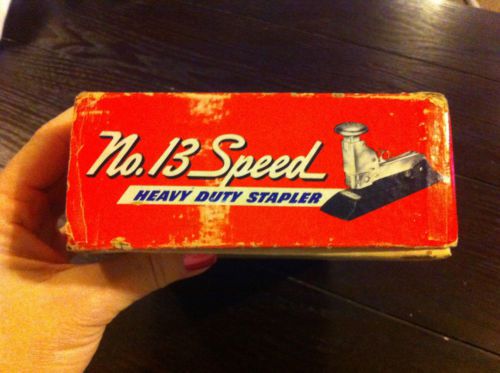 No. 13 Speed
HEAVY DUTY STAPLER